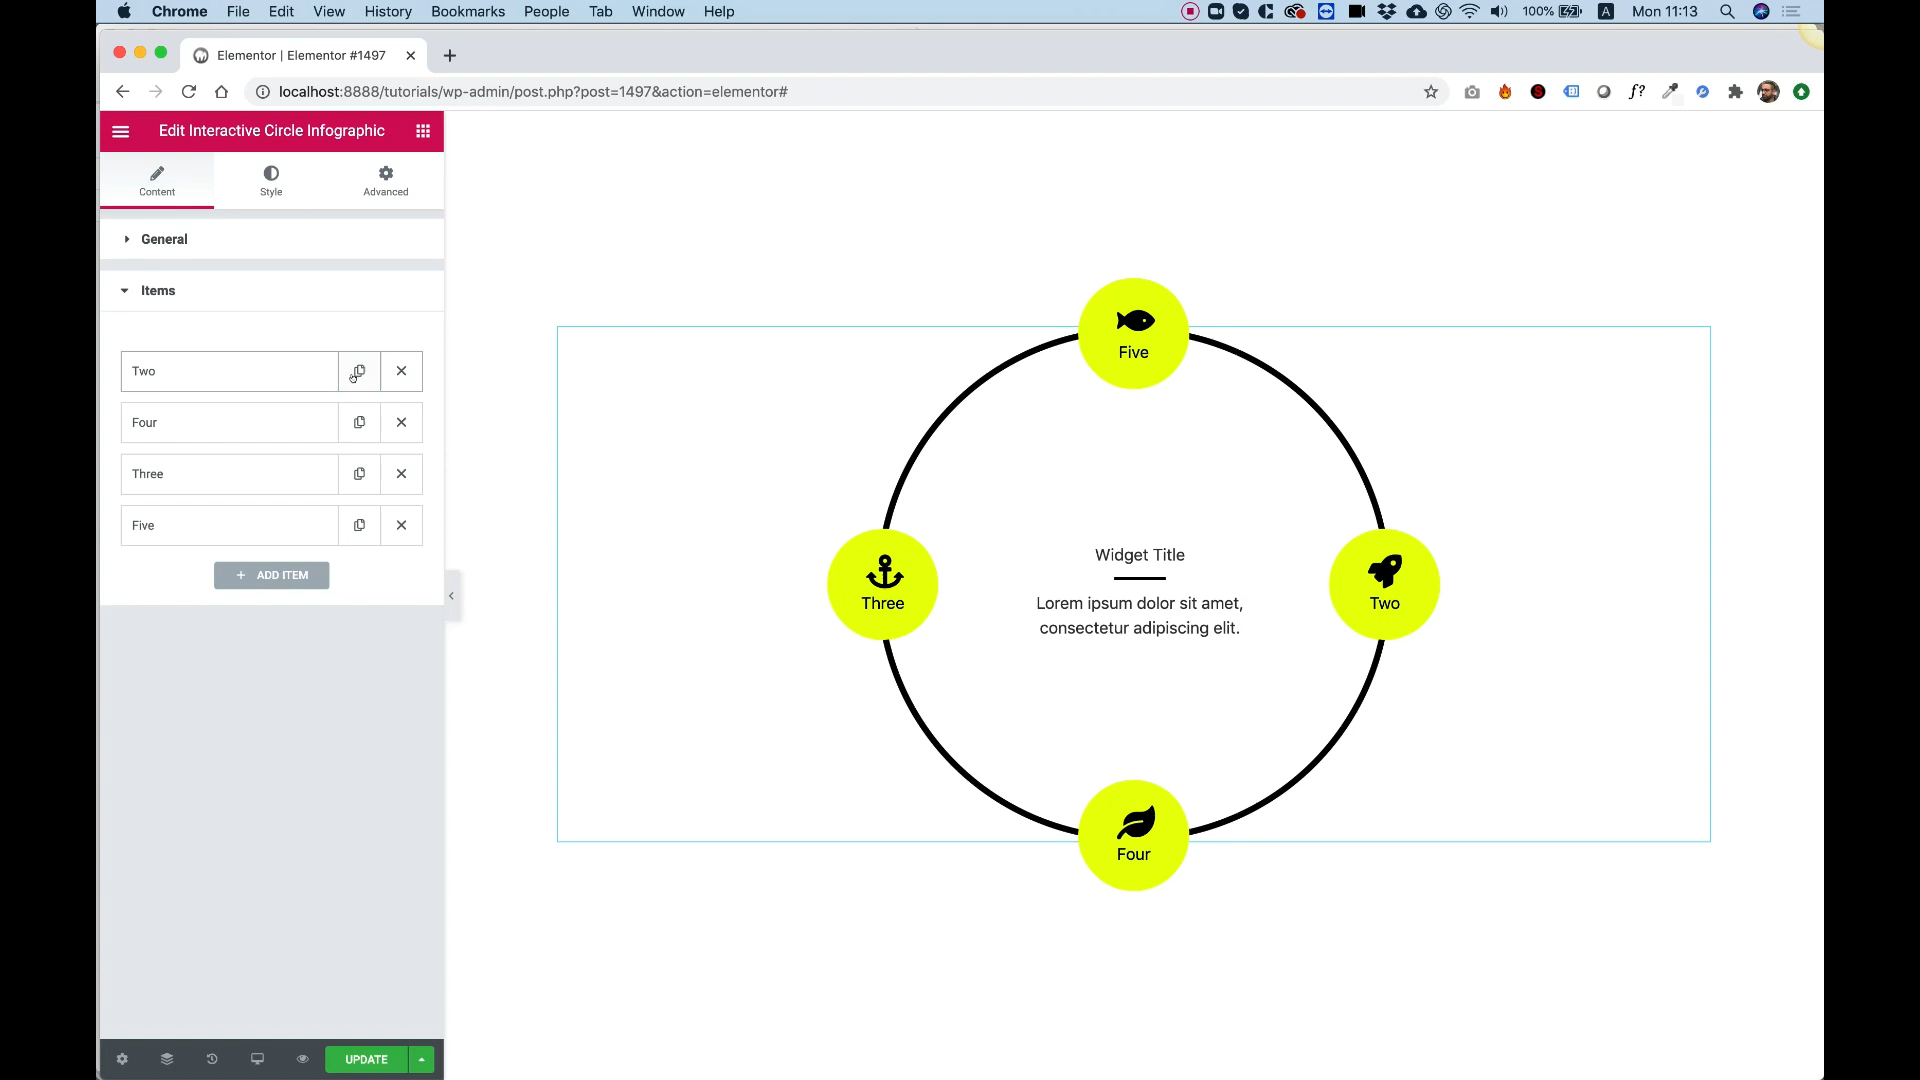 Chrome File Edit View History Bookmarks People Tab Window Help
100% A Mon 11:13
Elementor | Elementor #1497
localhost:8888/tutorials/wp-admin/post.php?post=1497&action=elementor#
S
f?
Edit Interactive Circle Infographic
Content Style Advanced
General
Items
Two
Four
Three
Five
+ ADD ITEM
UPDATE
Five
Three
Widget Title
Lorem ipsum dolor sit amet,
consectetur adipiscing elit.
Two
Four